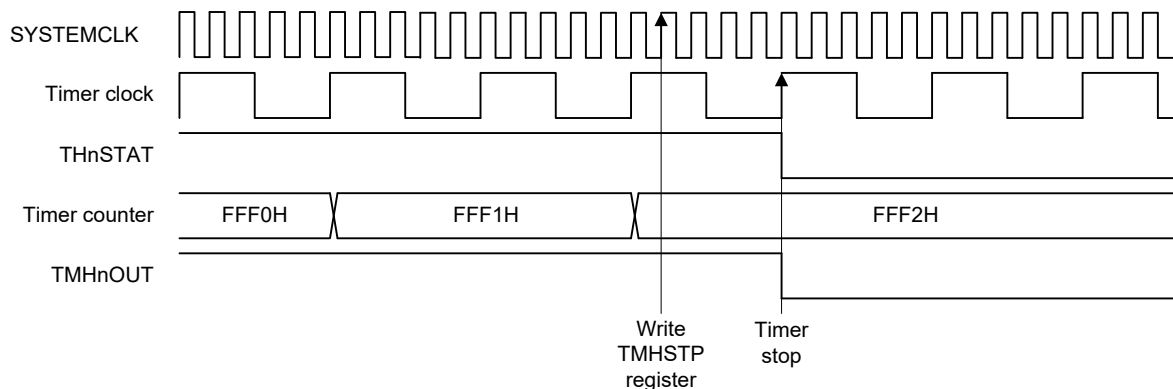 SYSTEMCLK
Timer clock
THnSTAT
Timer counter
FFF0H
FFF1H
FFF2H
TMHnOUT
Write
TMHSTP
register
Timer
stop